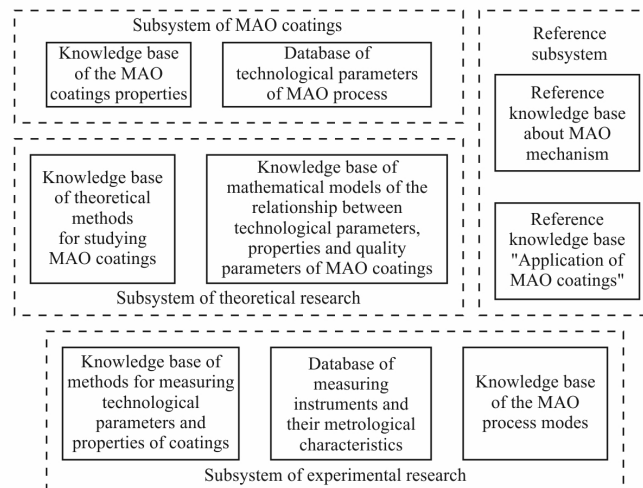 Subsystem of MAO coatings
Knowledge base
of the MAO
coatings properties
Database of
technological parameters
of MAO process
Reference
subsystem
Reference
knowledge base
about MAO
mechanism
Reference
knowledge base
"Application of
MAO coatings"
Knowledge base
of theoretical
methods
for studying
MAO coatings
Knowledge base of
mathematical models of the
relationship between
technological parameters,
properties and quality
parameters of MAO coatings
Subsystem of theoretical research
Knowledge base of
methods for measuring
technological
parameters and
properties of coatings
Database of
measuring
instruments and
their metrological
characteristics
Knowledge base
of the MAO
process modes
Subsystem of experimental research